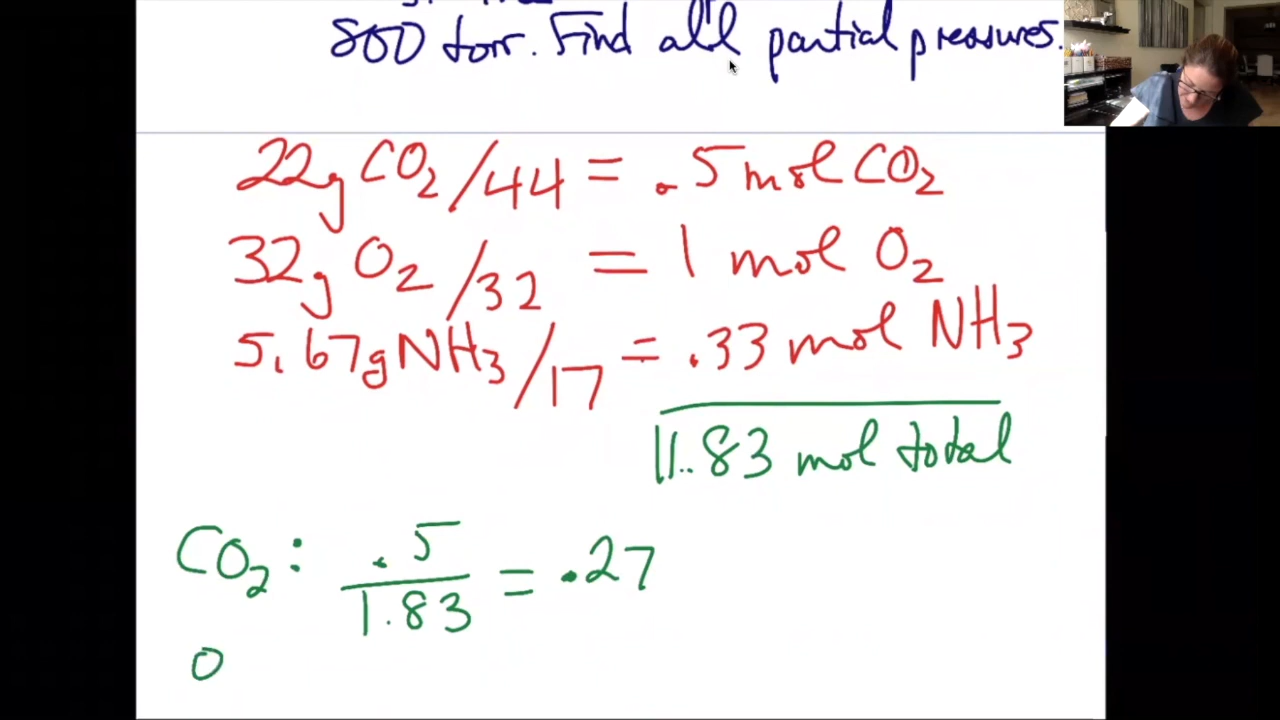 800 torr. Find all partial pressures.
22g CO2/44 = .5 mol CO2
32g O2/32 = 1 mol O2
5.67g NH3/17 = .33 mol NH3
11.83 mol total
CO2: .5/1.83 = .27
O